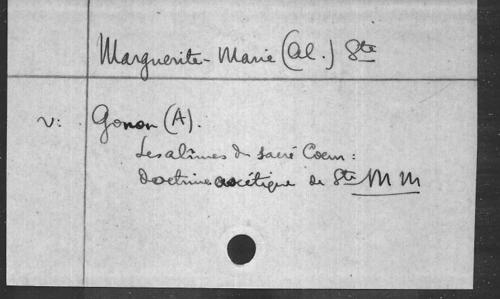 Marguerite-Marie (Al.) Ste
V: Gonon (A).
Les abîmes du Sacré Coeur :
doctrine ascétique de Ste M M